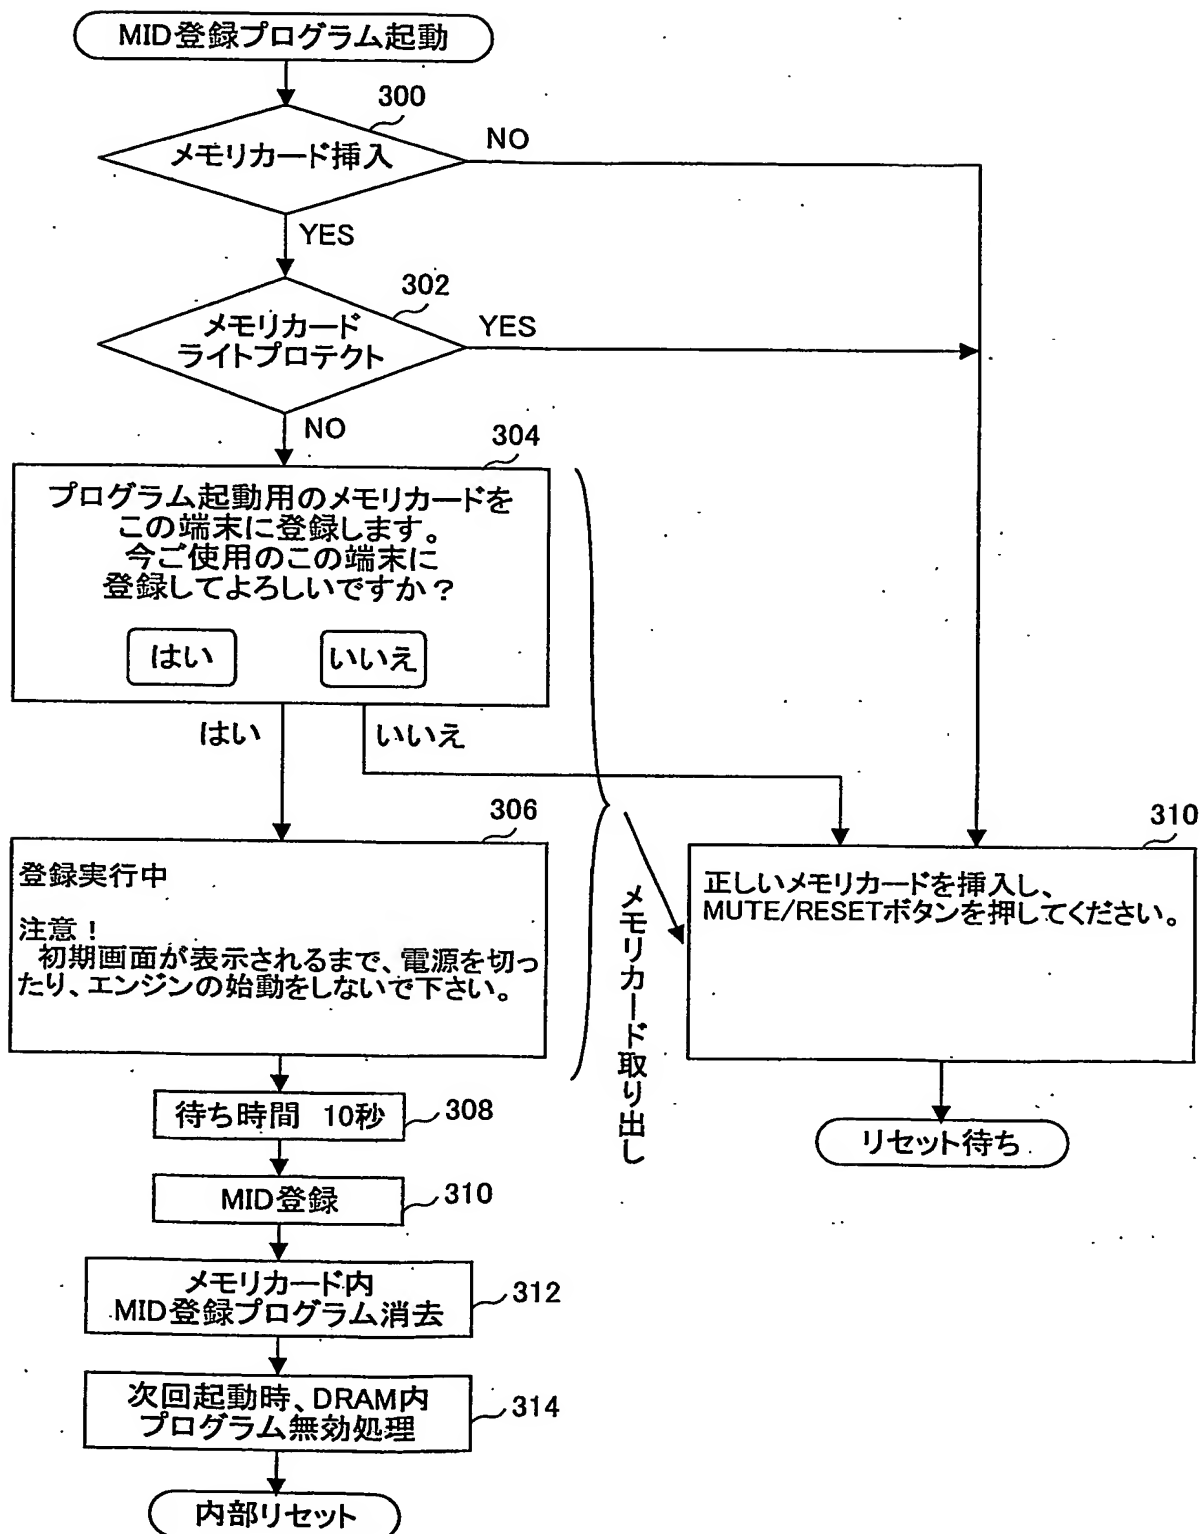 MID登録プログラム起動
300
メモリカード挿入
NO
YES
302
メモリカード
ライトプロテクト
YES
NO
304
プログラム起動用のメモリカードを
この端末に登録します。
今ご使用のこの端末に
登録してよろしいですか？
はい
いいえ
はい
いいえ
306
登録実行中
注意！
初期画面が表示されるまで、電源を切っ
たり、エンジンの始動をしないで下さい。
メモリカード取り出し
310
正しいメモリカードを挿入し、
MUTE/RESETボタンを押してください。
リセット待ち
待ち時間 10秒
308
MID登録
310
メモリカード内
MID登録プログラム消去
312
次回起動時、DRAM内
プログラム無効処理
314
内部リセット